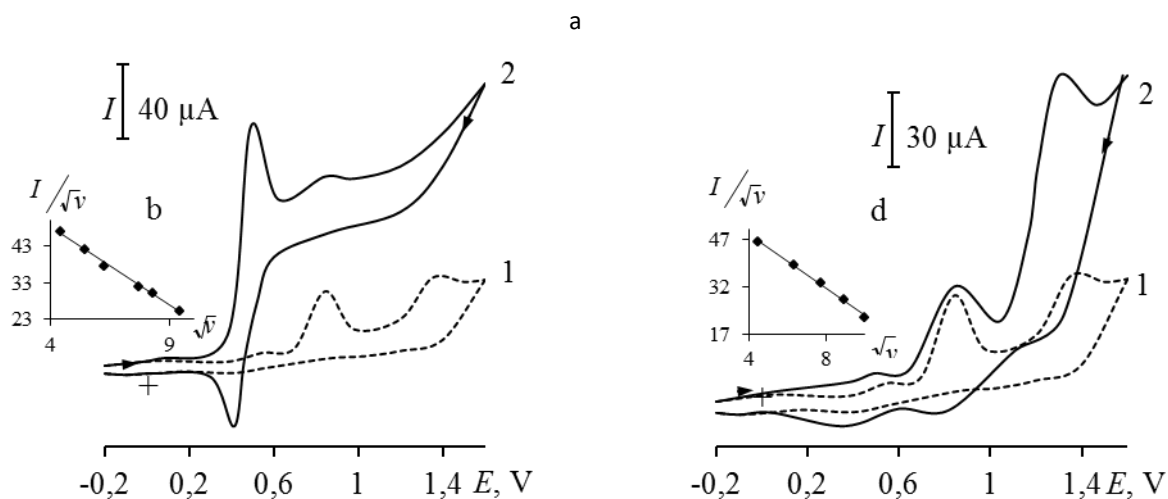 a
2
I 40 μA
I/√v
b
43
33
23
4 9 √v
1
+
-0,2 0,2 0,6 1 1,4 E, V
2
I 30 μA
I/√v
d
47
32
17
4 8 √v
1
+
-0,2 0,2 0,6 1 1,4 E, V